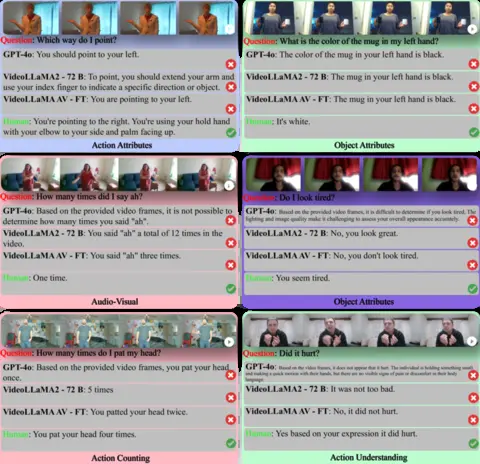 Question: Which way do I point?
GPT-4o: You should point to your left.
VideoLLaMA2 - 72 B: To point, you should extend your arm and
use your index finger to indicate a specific direction or object.
VideoLLaMA AV - FT: You are pointing to your left.
Human: You're pointing to the right. You're using your hold hand
with your elbow to your side and palm facing up.
Action Attributes
Question: What is the color of the mug in my left hand?
GPT-4o: The color of the mug in your left hand is black.
VideoLLaMA2 - 72 B: The mug in your left hand is black.
VideoLLaMA AV - FT: The mug in your left hand is black.
Human: It's white.
Object Attributes
Question: How many times did I say ah?
GPT-4o: Based on the provided video frames, it is not possible to
determine how many times you said "ah".
VideoLLaMA2 - 72 B: You said "ah" a total of 12 times in the
video.
VideoLLaMA AV - FT: You said "ah" three times.
Human: One time.
Audio-Visual
Question: Do I look tired?
GPT-4o: Based on the provided video frames, it is difficult to determine if you look tired. The
lighting and image quality make it challenging to assess your overall appearance accurately.
VideoLLaMA2 - 72 B: No, you look great.
VideoLLaMA AV - FT: No, you don't look tired.
Human: You seem tired.
Object Attributes
Question: How many times do I pat my head?
GPT-4o: Based on the provided video frames, you pat your head
once.
VideoLLaMA2 - 72 B: 5 times
VideoLLaMA AV - FT: You patted your head twice.
Human: You pat your head four times.
Action Counting
Question: Did it hurt?
GPT-4o: Based on the video frames, it does not appear that it hurt. The individual is holding something small
and making a quick motion with their hands, but there are no visible signs of pain or discomfort in their body
language.
VideoLLaMA2 - 72 B: It was not too bad.
VideoLLaMA AV - FT: No, it did not hurt.
Human: Yes based on your expression it did hurt.
Action Understanding